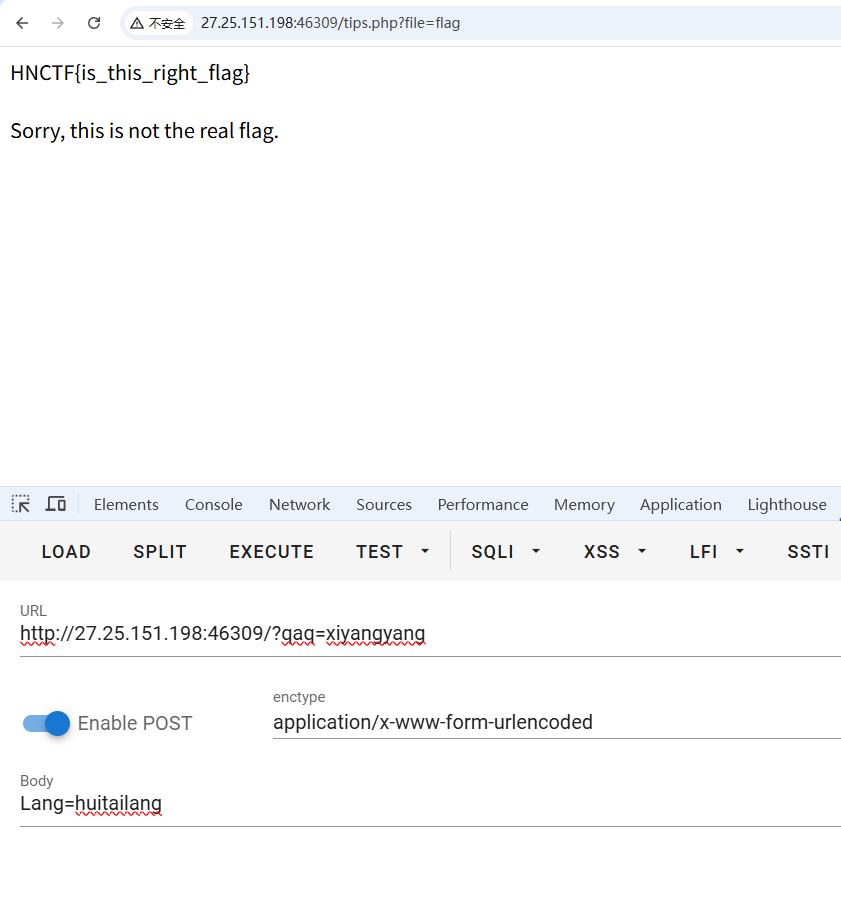 不安全 27.25.151.198:46309/tips.php?file=flag
HNCTF{is_this_right_flag}
Sorry, this is not the real flag.
Elements Console Network Sources Performance Memory Application Lighthouse
LOAD SPLIT EXECUTE TEST SQLI XSS LFI SSTI
URL
http://27.25.151.198:46309/?qaq=xiyangyang
enctype
Enable POST application/x-www-form-urlencoded
Body
Lang=huitailang